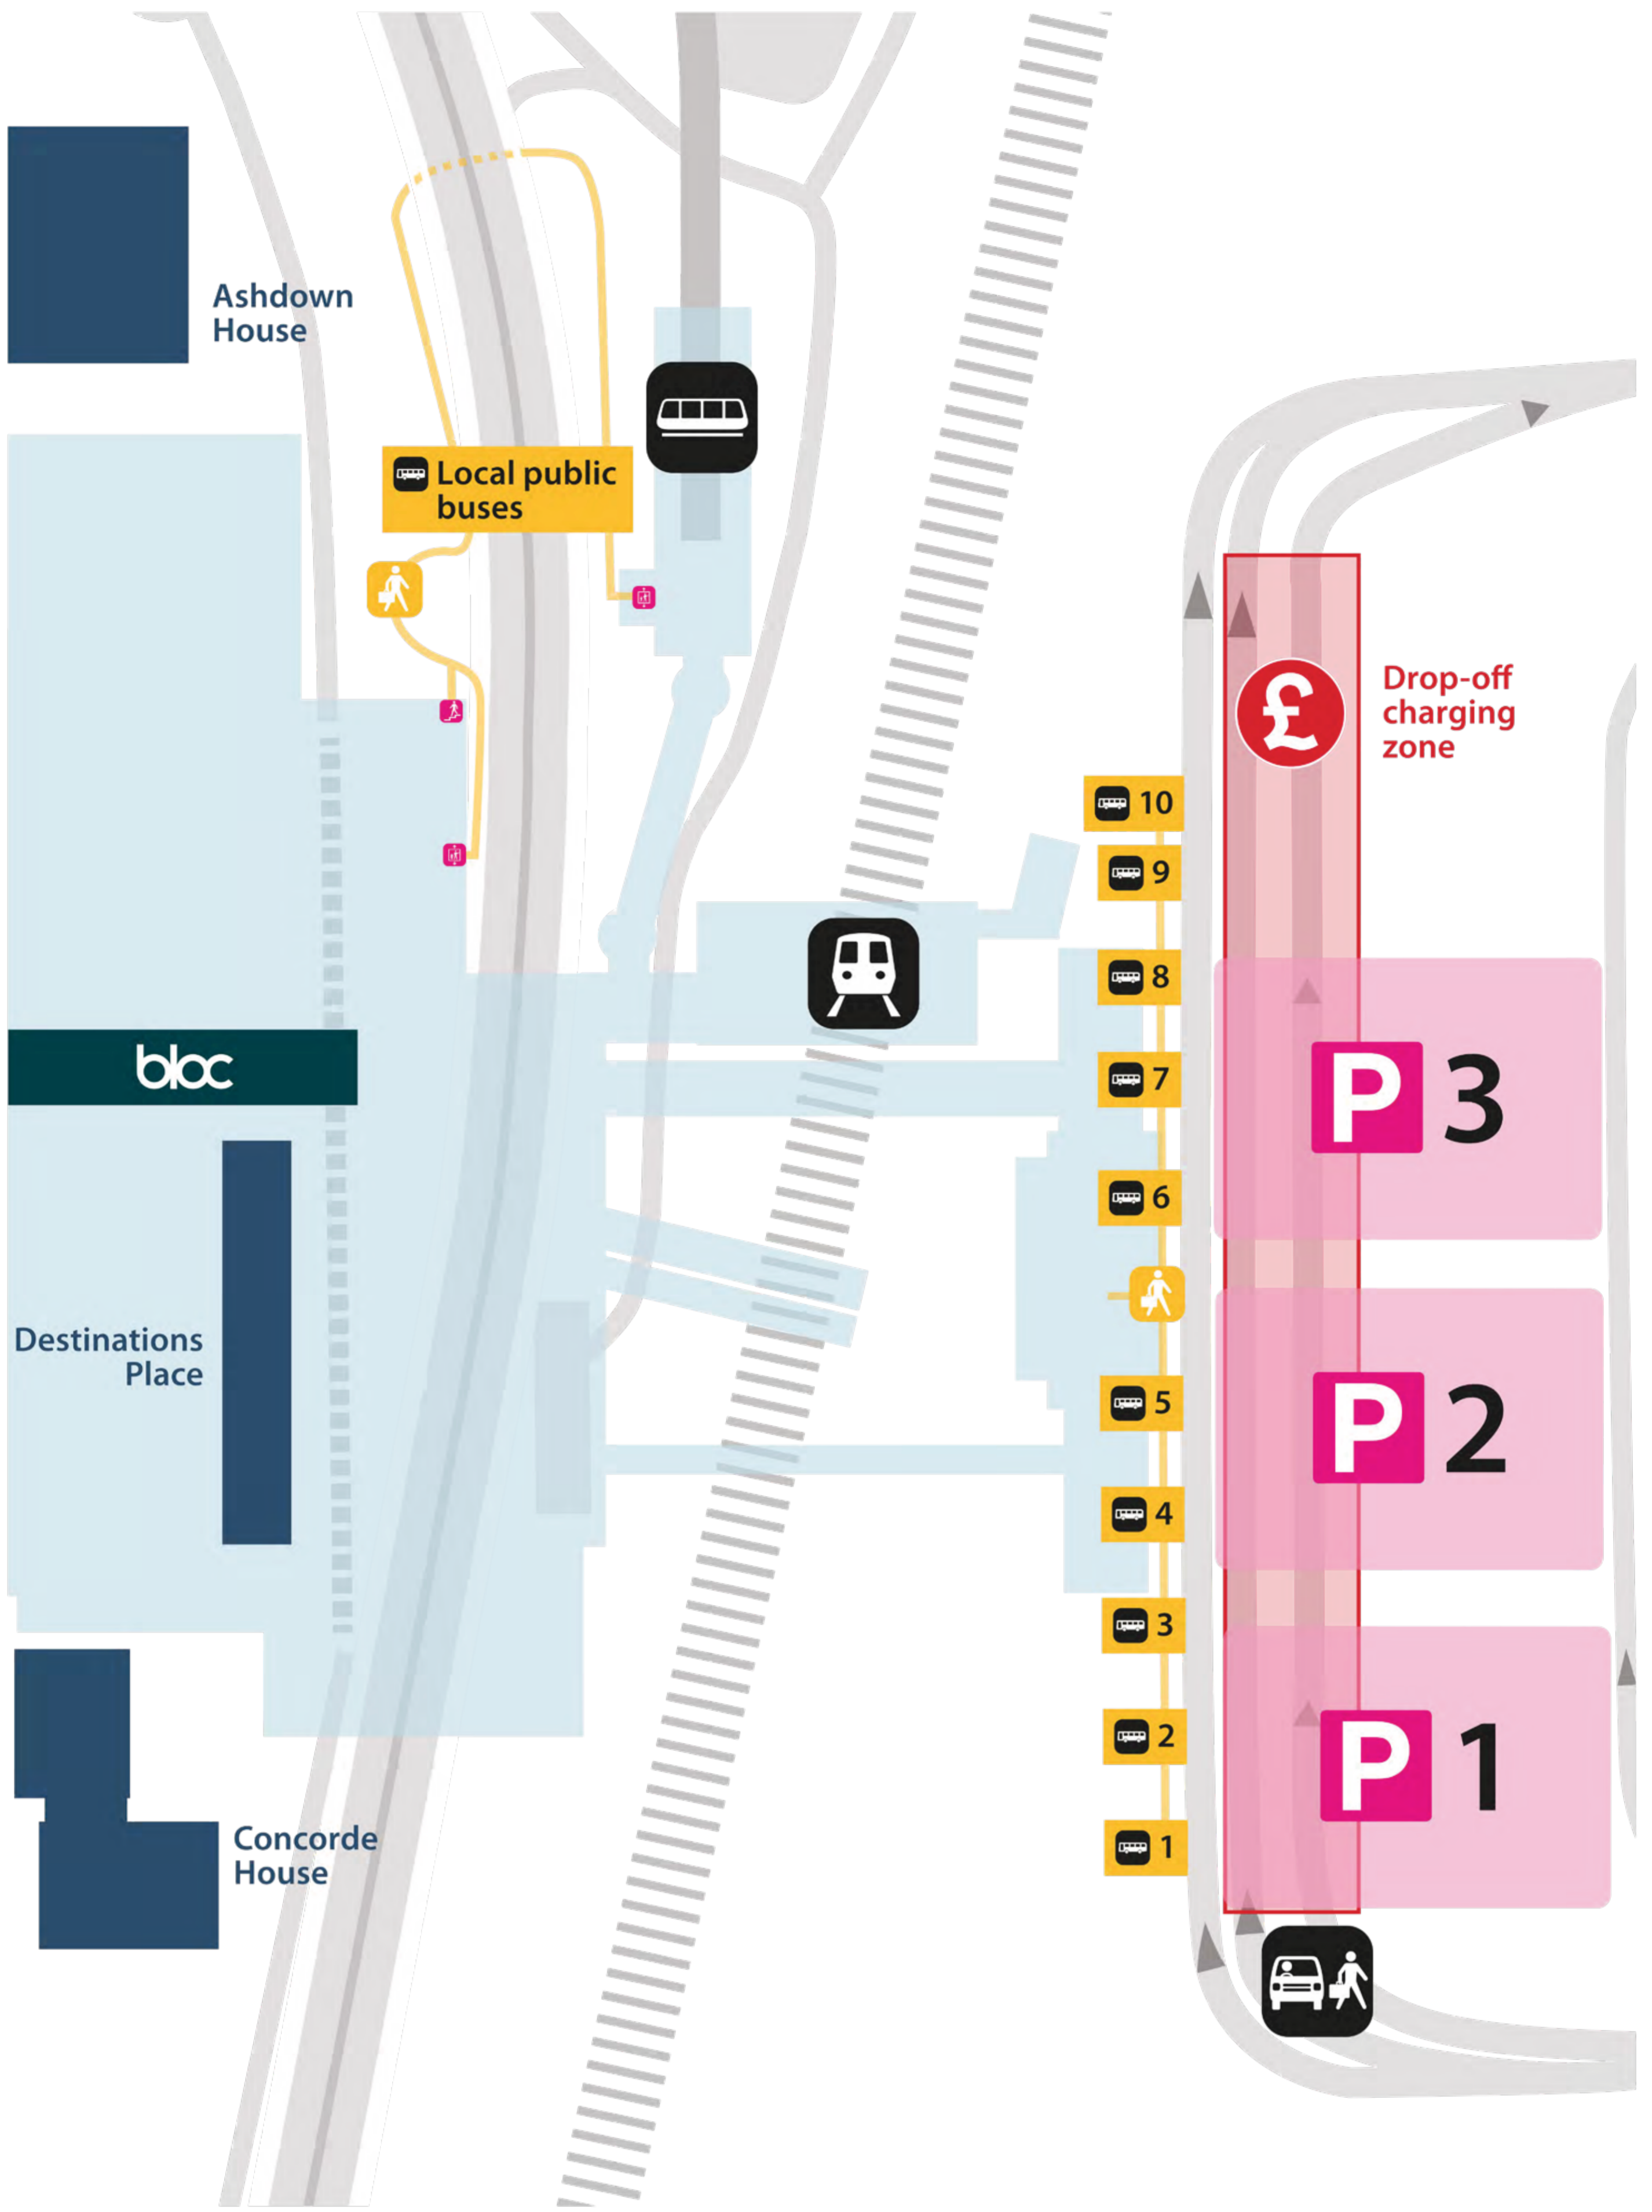 Ashdown
House
Local public
buses
£
Drop-off
charging
zone
10
9
8
7
6
5
4
3
2
1
bloc
P 3
P 2
P 1
Destinations
Place
Concorde
House